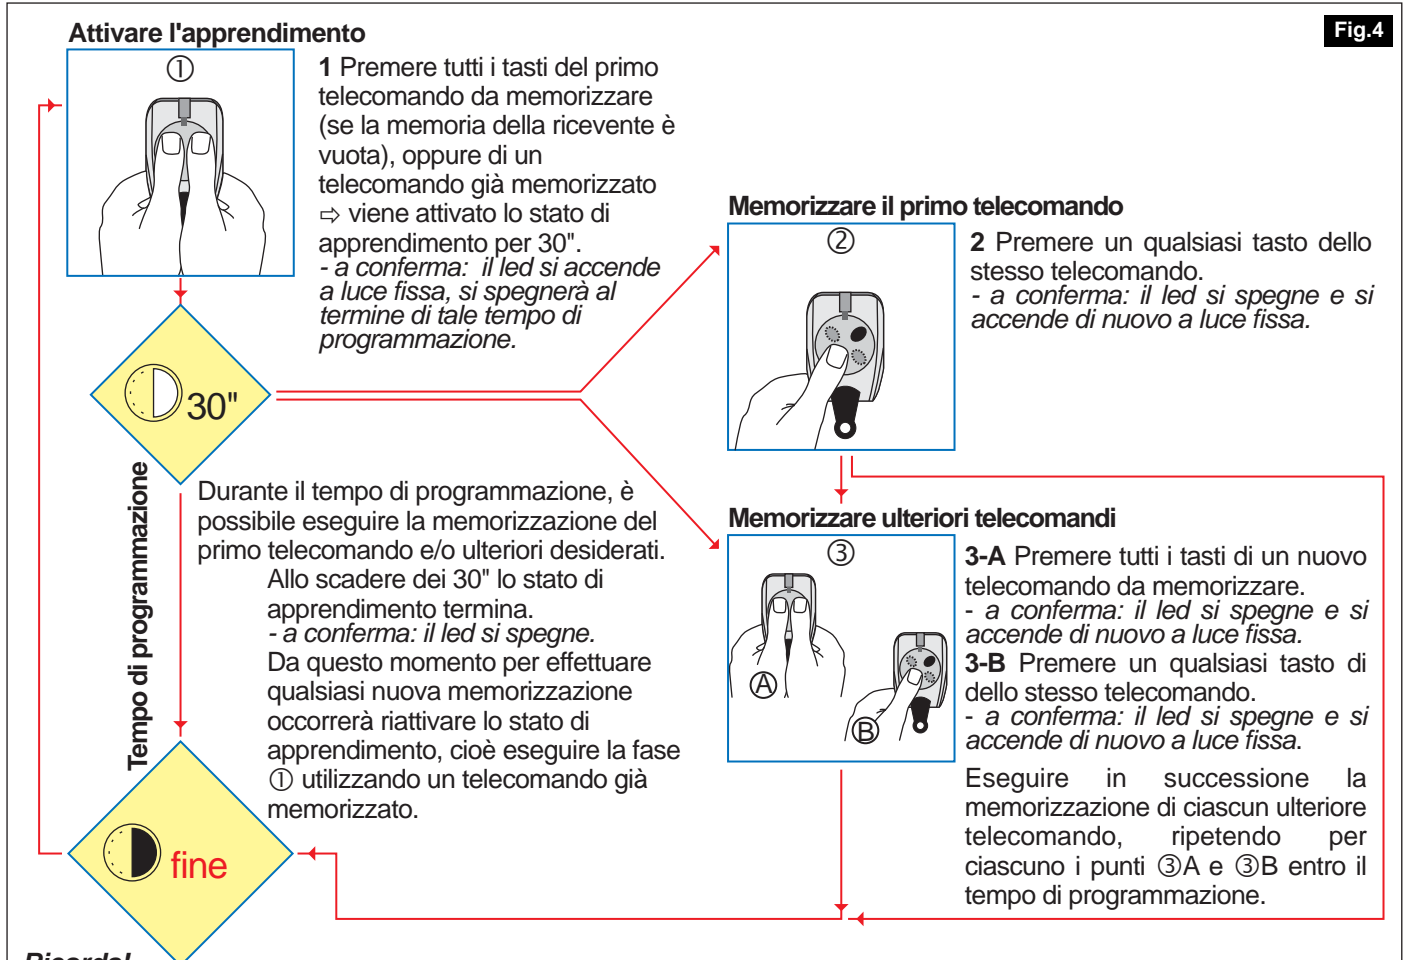 Fig.4
Attivare l'apprendimento
①
1 Premere tutti i tasti del primo
telecomando da memorizzare
(se la memoria della ricevente è
vuota), oppure di un
telecomando già memorizzato
⇨ viene attivato lo stato di
apprendimento per 30".
- a conferma: il led si accende
a luce fissa, si spegnerà al
termine di tale tempo di
programmazione.
30"
Tempo di programmazione
Durante il tempo di programmazione, è
possibile eseguire la memorizzazione del
primo telecomando e/o ulteriori desiderati.
Allo scadere dei 30" lo stato di
apprendimento termina.
- a conferma: il led si spegne.
Da questo momento per effettuare
qualsiasi nuova memorizzazione
occorrerà riattivare lo stato di
apprendimento, cioè eseguire la fase
① utilizzando un telecomando già
memorizzato.
fine
Memorizzare il primo telecomando
②
2 Premere un qualsiasi tasto dello
stesso telecomando.
- a conferma: il led si spegne e si
accende di nuovo a luce fissa.
Memorizzare ulteriori telecomandi
③
Ⓐ
Ⓑ
3-A Premere tutti i tasti di un nuovo
telecomando da memorizzare.
- a conferma: il led si spegne e si
accende di nuovo a luce fissa.
3-B Premere un qualsiasi tasto di
dello stesso telecomando.
- a conferma: il led si spegne e si
accende di nuovo a luce fissa.
Eseguire in successione la
memorizzazione di ciascun ulteriore
telecomando, ripetendo per
ciascuno i punti ③A e ③B entro il
tempo di programmazione.